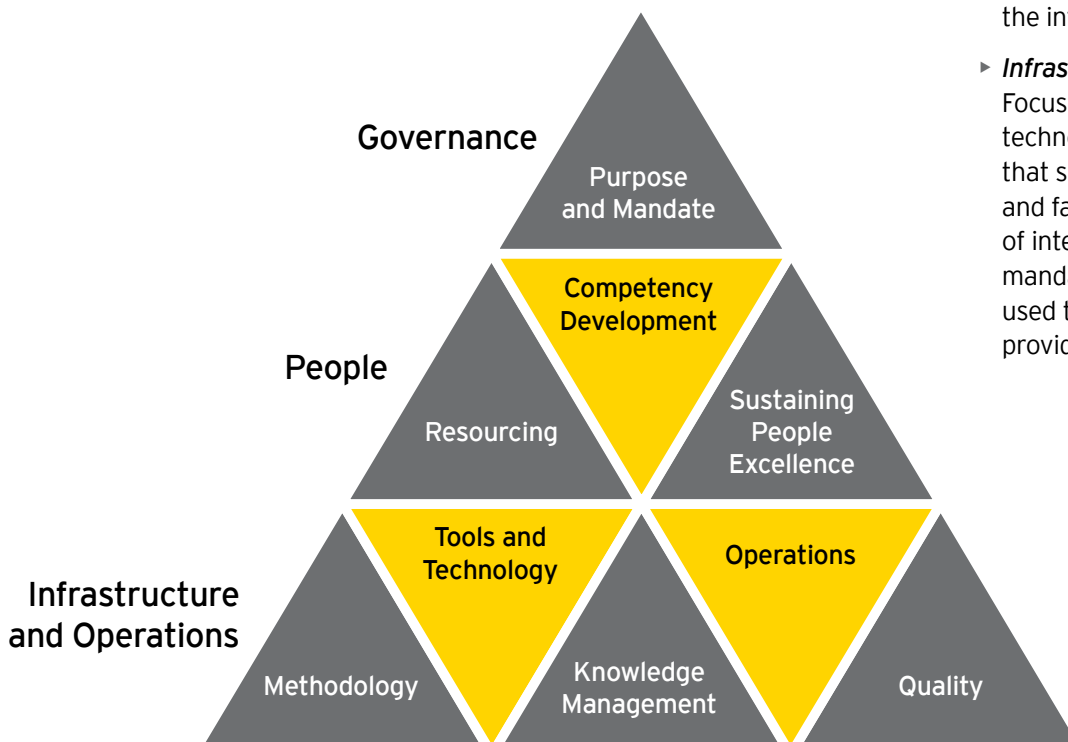 Governance
Purpose
and Mandate
People
Competency
Development
Resourcing
Sustaining
People
Excellence
Infrastructure
and Operations
Tools and
Technology
Operations
Methodology
Knowledge
Management
Quality
the in
▸ Infras
Focus
techno
that s
and fa
of inte
manda
used t
provid